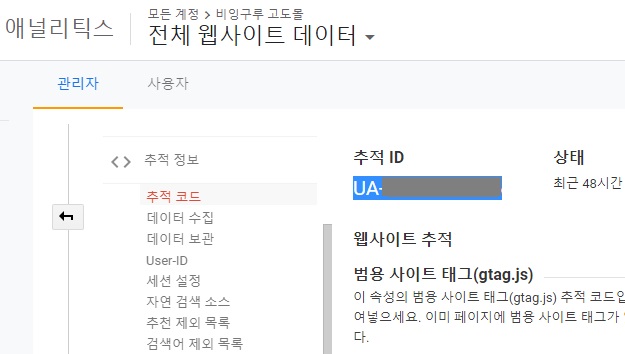 애널리틱스
모든 계정 > 비잉구루 고도몰
전체 웹사이트 데이터
관리자
사용자
추적 정보
추적 코드
데이터 수집
데이터 보관
User-ID
세션 설정
자연 검색 소스
추천 제외 목록
검색어 제외 목록
추적 ID
상태
UA-
최근 48시간
웹사이트 추적
범용 사이트 태그(gtag.js)
이 속성의 범용 사이트 태그(gtag.js) 추적 코드입
여넣으세요. 이미 페이지에 범용 사이트 태그가
다.